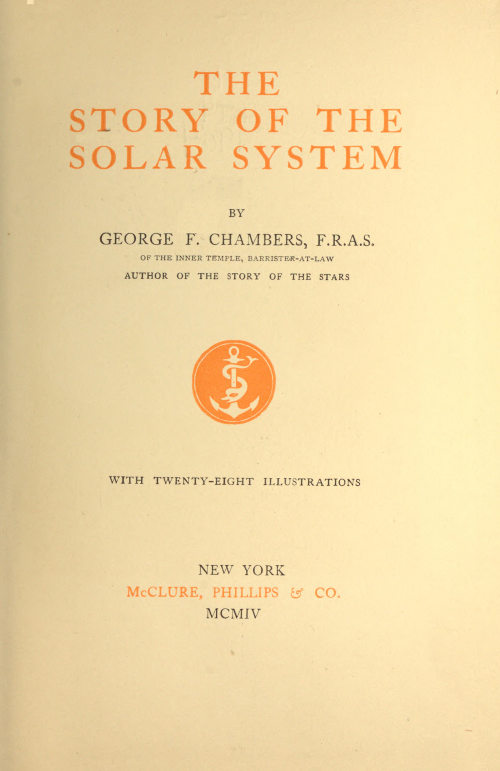 THE
STORY OF THE
SOLAR SYSTEM
BY
GEORGE F. CHAMBERS, F.R.A.S.
OF THE INNER TEMPLE, BARRISTER-AT-LAW
AUTHOR OF THE STORY OF THE STARS
WITH TWENTY-EIGHT ILLUSTRATIONS
NEW YORK
McCLURE, PHILLIPS & CO.
MCMIV